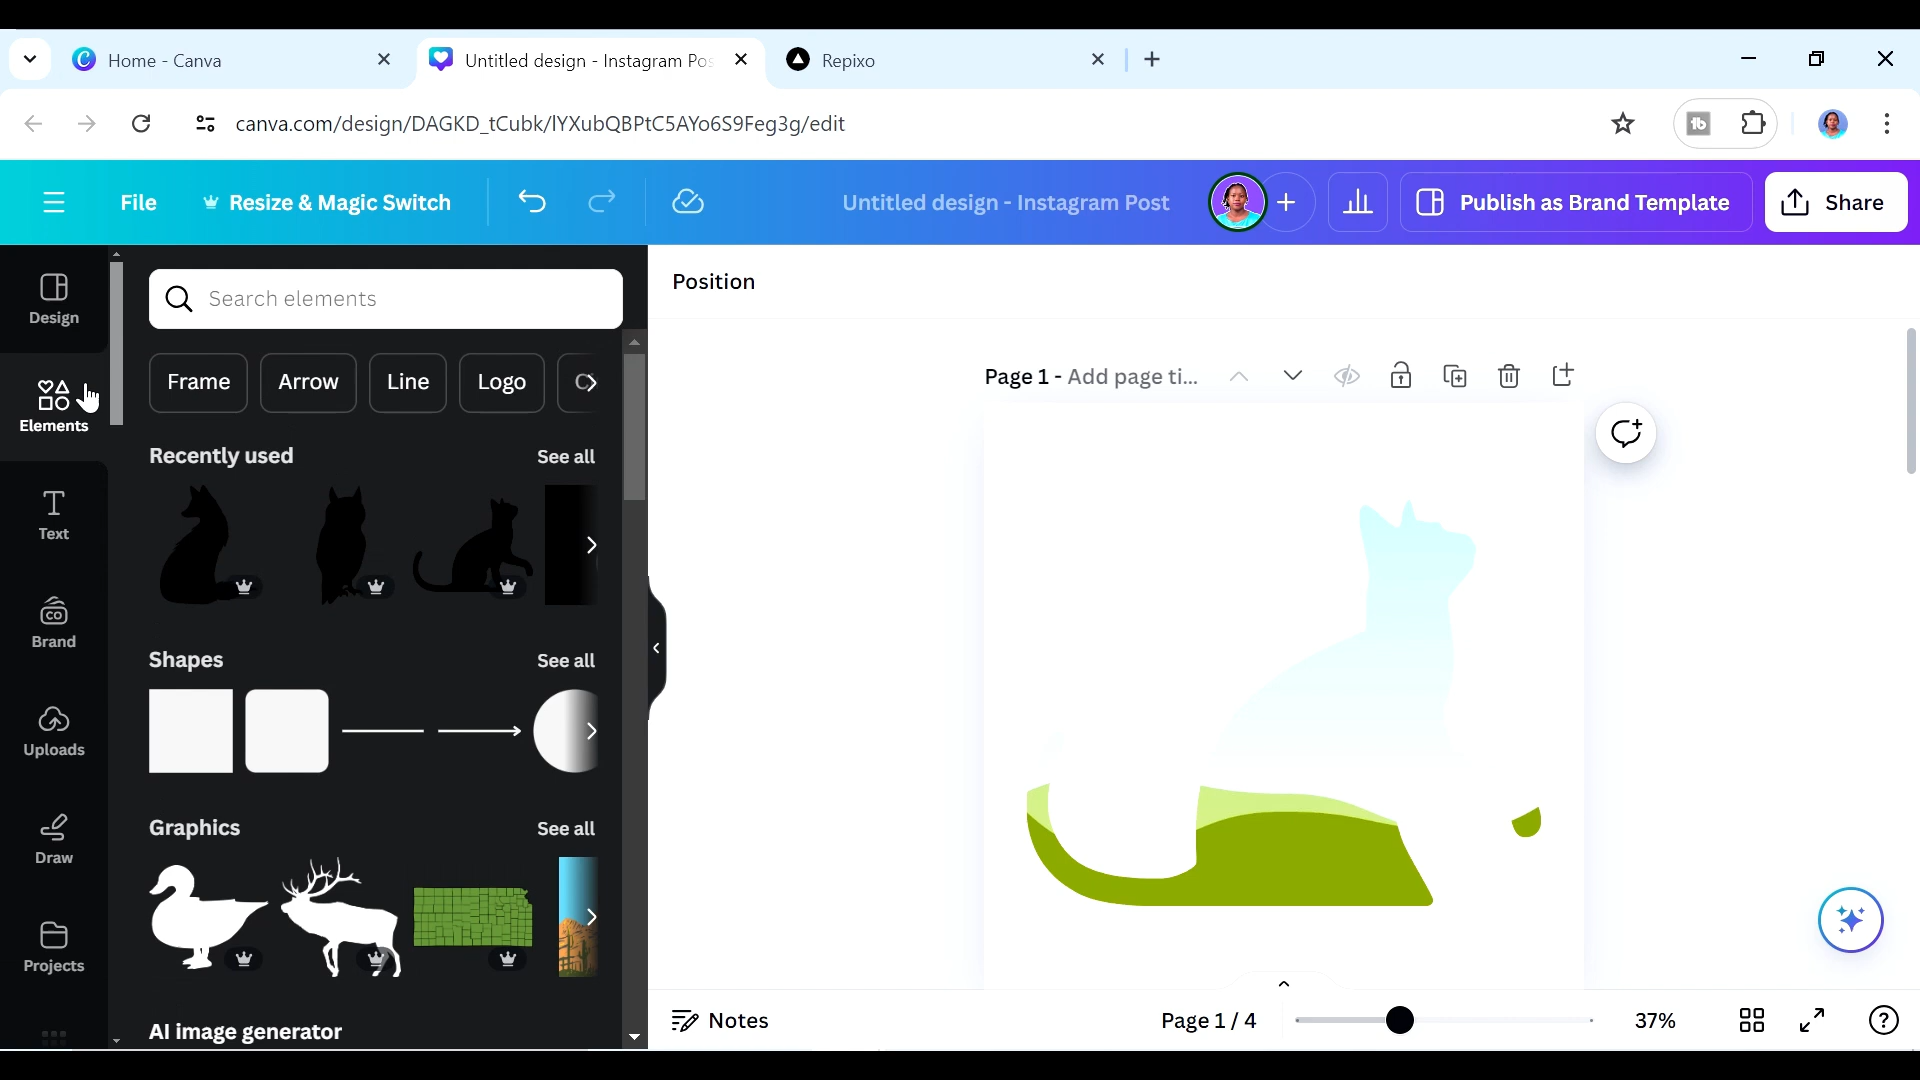 Home - Canva
Untitled design - Instagram Pos
Repixo
canva.com/design/DAGKD_tCubk/lYXubQBPtC5AYo6S9Feg3g/edit
File
Resize & Magic Switch
Untitled design - Instagram Post
Publish as Brand Template
Share
Design
Elements
Text
Brand
Uploads
Draw
Projects
Search elements
Frame
Arrow
Line
Logo
Recently used
See all
Shapes
See all
Graphics
See all
AI image generator
Position
Page 1 - Add page ti...
Notes
Page 1 / 4
37%